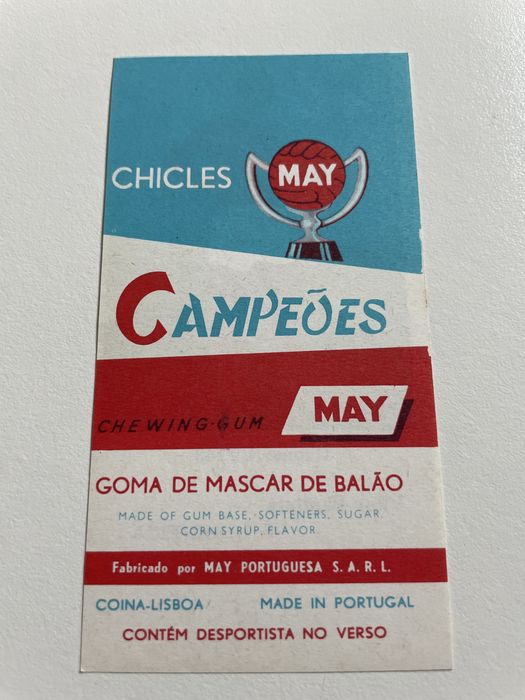 CHICLES MAY
CAMPEÕES
CHEWING-GUM MAY
GOMA DE MASCAR DE BALÃO
MADE OF GUM BASE, SOFTENERS, SUGAR,
CORN SYRUP, FLAVOR
Fabricado por MAY PORTUGUESA S. A. R. L.
COINA-LISBOA MADE IN PORTUGAL
CONTÉM DESPORTISTA NO VERSO